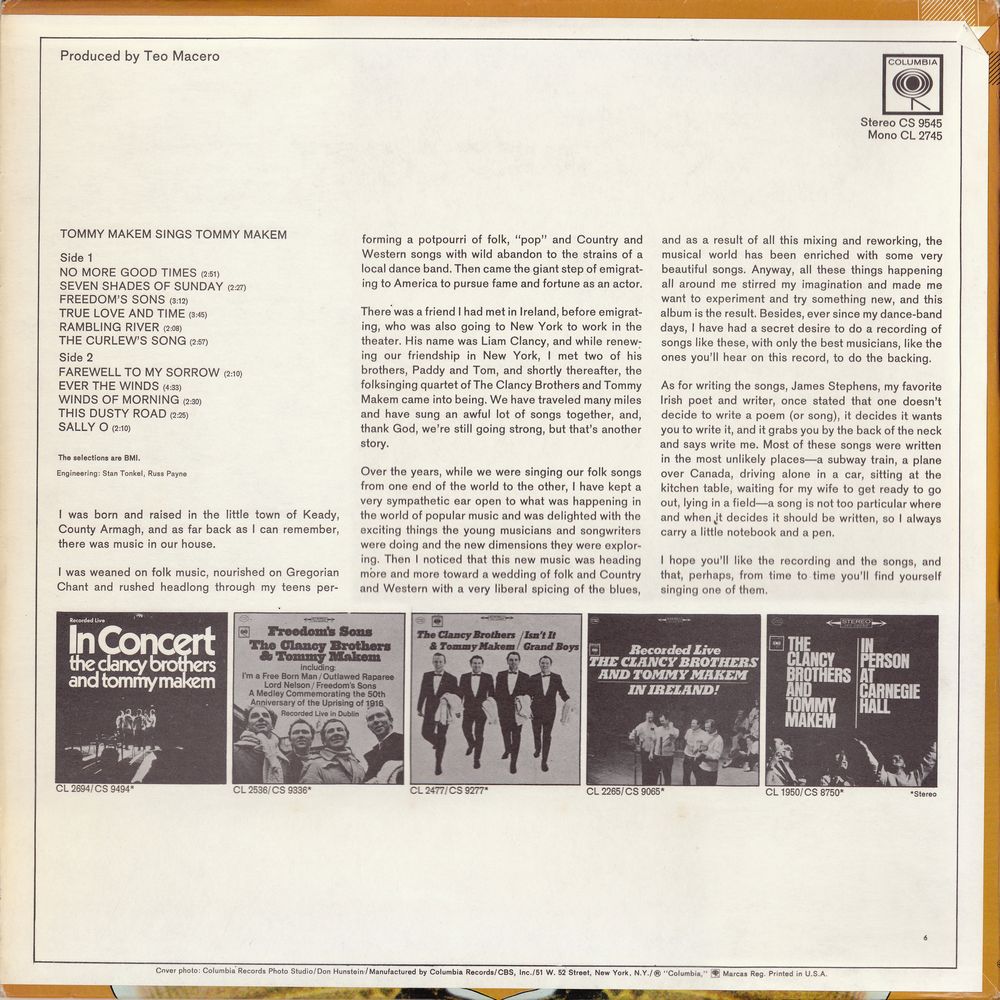 Produced by Teo Macero
COLUMBIA
Stereo CS 9545
Mono CL 2745
TOMMY MAKEM SINGS TOMMY MAKEM
Side 1
NO MORE GOOD TIMES (2:51)
SEVEN SHADES OF SUNDAY (2:27)
FREEDOM'S SONS (3:12)
TRUE LOVE AND TIME (3:45)
RAMBLING RIVER (2:08)
THE CURLEW'S SONG (2:57)
Side 2
FAREWELL TO MY SORROW (2:10)
EVER THE WINDS (4:33)
WINDS OF MORNING (2:30)
THIS DUSTY ROAD (2:25)
SALLY O (2:10)
The selections are BMI.
Engineering: Stan Tonkel, Russ Payne
I was born and raised in the little town of Keady,
County Armagh, and as far back as I can remember,
there was music in our house.
I was weaned on folk music, nourished on Gregorian
Chant and rushed headlong through my teens per-
forming a potpourri of folk, "pop" and Country and
Western songs with wild abandon to the strains of a
local dance band. Then came the giant step of emigrat-
ing to America to pursue fame and fortune as an actor.
There was a friend I had met in Ireland, before emigrat-
ing, who was also going to New York to work in the
theater. His name was Liam Clancy, and while renew-
ing our friendship in New York, I met two of his
brothers, Paddy and Tom, and shortly thereafter, the
folksinging quartet of The Clancy Brothers and Tommy
Makem came into being. We have traveled many miles
and have sung an awful lot of songs together, and,
thank God, we're still going strong, but that's another
story.
Over the years, while we were singing our folk songs
from one end of the world to the other, I have kept a
very sympathetic ear open to what was happening in
the world of popular music and was delighted with the
exciting things the young musicians and songwriters
were doing and the new dimensions they were explor-
ing. Then I noticed that this new music was heading
more and more toward a wedding of folk and Country
and Western with a very liberal spicing of the blues,
and as a result of all this mixing and reworking, the
musical world has been enriched with some very
beautiful songs. Anyway, all these things happening
all around me stirred my imagination and made me
want to experiment and try something new, and this
album is the result. Besides, ever since my dance-band
days, I have had a secret desire to do a recording of
songs like these, with only the best musicians, like the
ones you'll hear on this record, to do the backing.
As for writing the songs, James Stephens, my favorite
Irish poet and writer, once stated that one doesn't
decide to write a poem (or song), it decides it wants
you to write it, and it grabs you by the back of the neck
and says write me. Most of these songs were written
in the most unlikely places—a subway train, a plane
over Canada, driving alone in a car, sitting at the
kitchen table, waiting for my wife to get ready to go
out, lying in a field—a song is not too particular where
and when it decides it should be written, so I always
carry a little notebook and a pen.
I hope you'll like the recording and the songs, and
that, perhaps, from time to time you'll find yourself
singing one of them.
Recorded Live
In Concert
the clancy brothers
and tommy makem
CL 2694/CS 9494*
Freedom's Sons
The Clancy Brothers
& Tommy Makem
including:
I'm a Free Born Man/Outlawed Raparee
Lord Nelson/Freedom's Sons
A Medley Commemorating the 50th
Anniversary of the Uprising of 1916
Recorded Live in Dublin
CL 2536/CS 9336*
The Clancy Brothers / Isn't It
& Tommy Makem / Grand Boys
CL 2477/CS 9277*
Recorded Live
THE CLANCY BROTHERS
AND TOMMY MAKEM
IN IRELAND!
CL 2265/CS 9065*
STEREO
THE
CLANCY
BROTHERS
AND
TOMMY
MAKEM
IN
PERSON
AT
CARNEGIE
HALL
CL 1950/CS 8750*
*Stereo
6
Cover photo: Columbia Records Photo Studio/Don Hunstein/Manufactured by Columbia Records/CBS, Inc./51 W. 52 Street, New York, N.Y./® "Columbia," Marcas Reg. Printed in U.S.A.